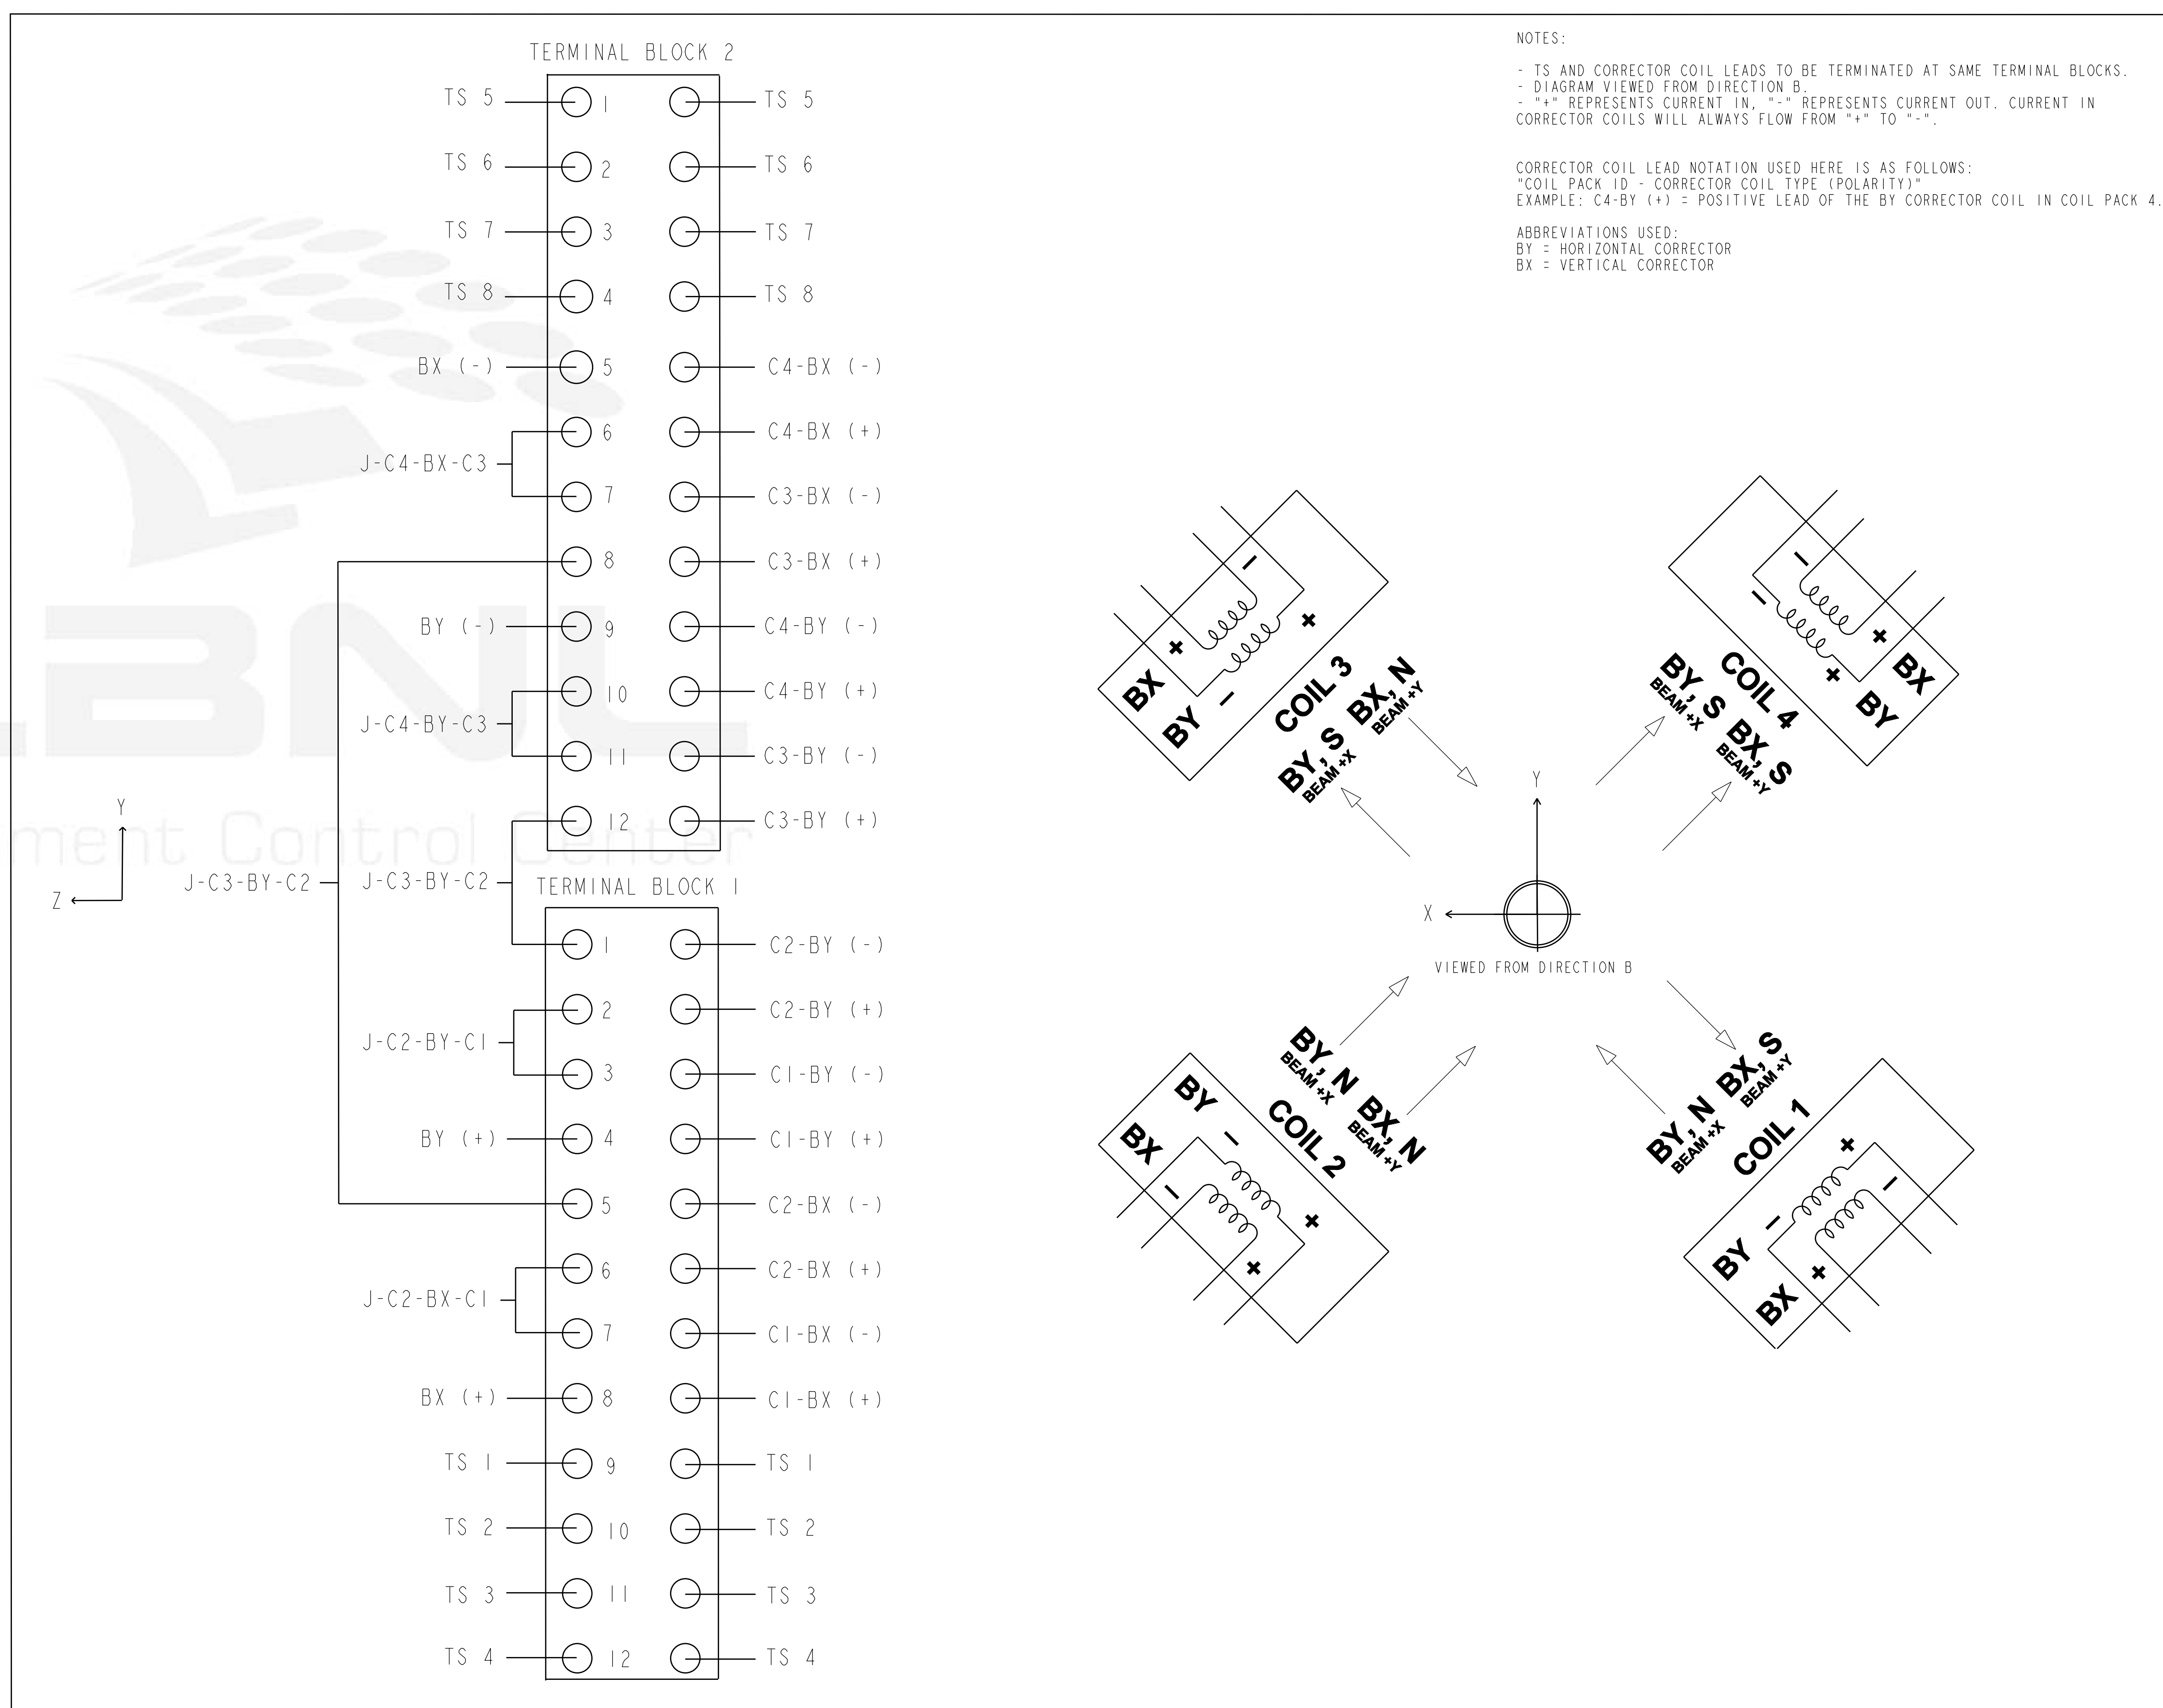 TERMINAL BLOCK 2
TS 5 1 TS 5
TS 6 2 TS 6
TS 7 3 TS 7
TS 8 4 TS 8
BX (-) 5 C4-BX (-)
6 C4-BX (+)
J-C4-BX-C3
7 C3-BX (-)
8 C3-BX (+)
BY (-) 9 C4-BY (-)
10 C4-BY (+)
J-C4-BY-C3
11 C3-BY (-)
12 C3-BY (+)
J-C3-BY-C2 J-C3-BY-C2
TERMINAL BLOCK 1
1 C2-BY (-)
2 C2-BY (+)
J-C2-BY-C1
3 C1-BY (-)
BY (+) 4 C1-BY (+)
5 C2-BX (-)
6 C2-BX (+)
J-C2-BX-C1
7 C1-BX (-)
BX (+) 8 C1-BX (+)
TS 1 9 TS 1
TS 2 10 TS 2
TS 3 11 TS 3
TS 4 12 TS 4
Y
Z
LBNL
ment Control Center
NOTES:
- TS AND CORRECTOR COIL LEADS TO BE TERMINATED AT SAME TERMINAL BLOCKS.
- DIAGRAM VIEWED FROM DIRECTION B.
- "+" REPRESENTS CURRENT IN, "-" REPRESENTS CURRENT OUT. CURRENT IN
CORRECTOR COILS WILL ALWAYS FLOW FROM "+" TO "-".
CORRECTOR COIL LEAD NOTATION USED HERE IS AS FOLLOWS:
"COIL PACK ID - CORRECTOR COIL TYPE (POLARITY)"
EXAMPLE: C4-BY (+) = POSITIVE LEAD OF THE BY CORRECTOR COIL IN COIL PACK 4.
ABBREVIATIONS USED:
BY = HORIZONTAL CORRECTOR
BX = VERTICAL CORRECTOR
BX + -
BY - +
COIL 3
BY, S BX, N
BEAM +X BEAM +Y
- + BX
- + BY
COIL 4
BY, S BX, S
BEAM +X BEAM +Y
Y
X
VIEWED FROM DIRECTION B
BY, N BX, N
BEAM +X BEAM +Y
COIL 2
BY - +
BX - +
BY, N BX, S
BEAM +X BEAM +Y
COIL 1
BY - +
BX + -